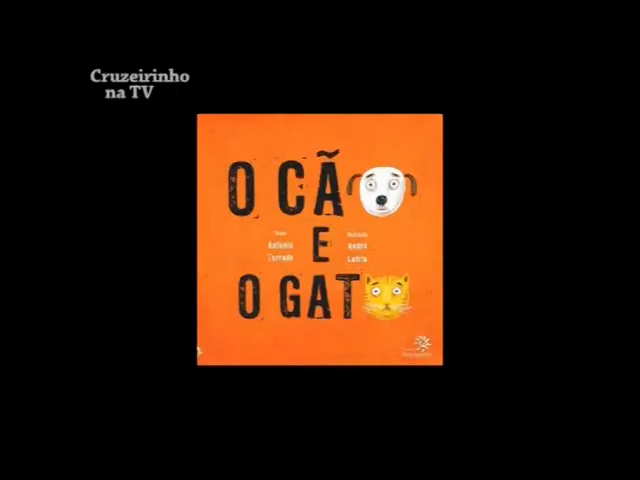 Cruzeirinho
na TV
O CÃ
E
O GAT
António
Torrado
André
Letria